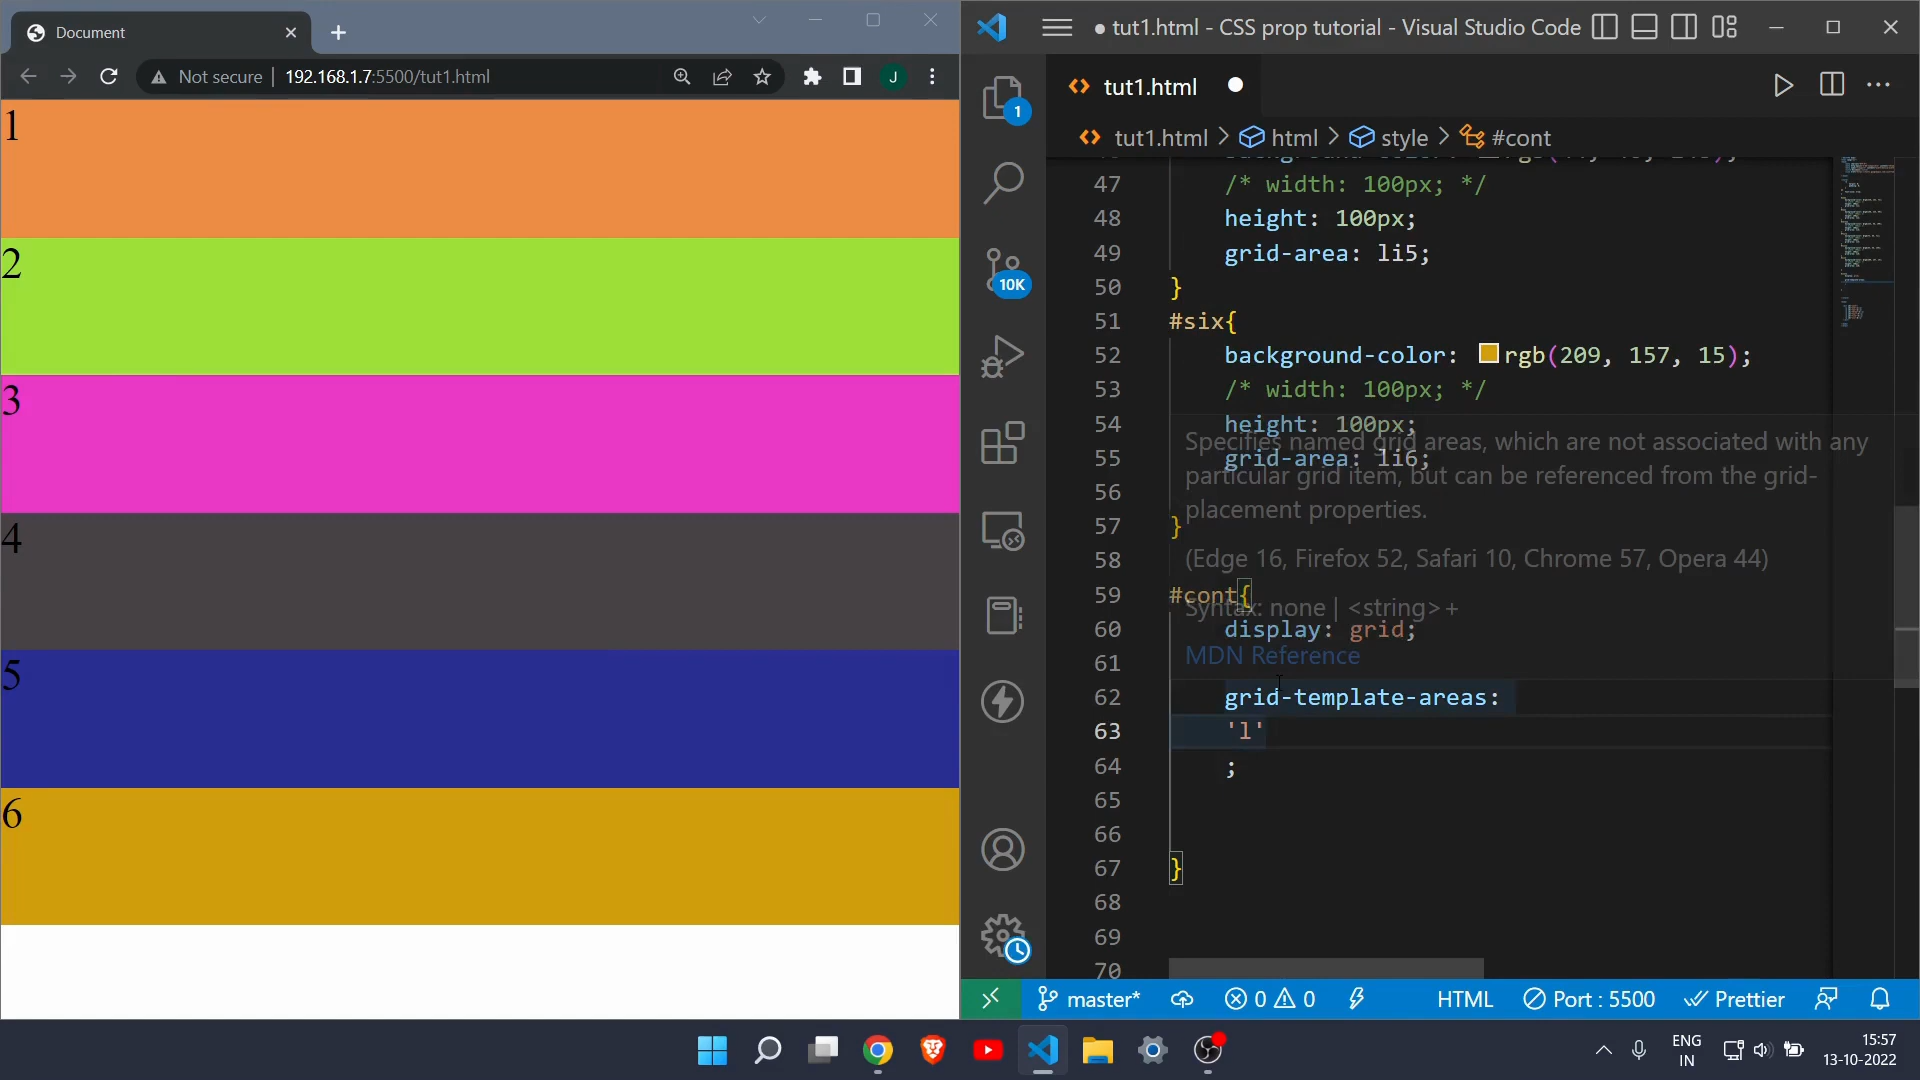 Document
Not secure
192.168.1.7:5500/tut1.html
J
1
2
3
4
5
6
● tut1.html - CSS prop tutorial - Visual Studio Code
tut1.html
tut1.html > html > style > #cont
1
10K
47 /* width: 100px; */
48 height: 100px;
49 grid-area: li5;
50 }
51 #six{
52 background-color: rgb(209, 157, 15);
53 /* width: 100px; */
54 height: 100px;
55 grid-area: li6;
56
57 }
58
59 #cont{
60 display: grid;
61
62 grid-template-areas:
63 'l'
64 ;
65
66
67 }
68
69
70
Specifies named grid areas, which are not associated with any
particular grid item, but can be referenced from the grid-
placement properties.
(Edge 16, Firefox 52, Safari 10, Chrome 57, Opera 44)
Syntax: none | <string>+
MDN Reference
master* 0 0 HTML Port : 5500 Prettier
ENG
IN
15:57
13-10-2022